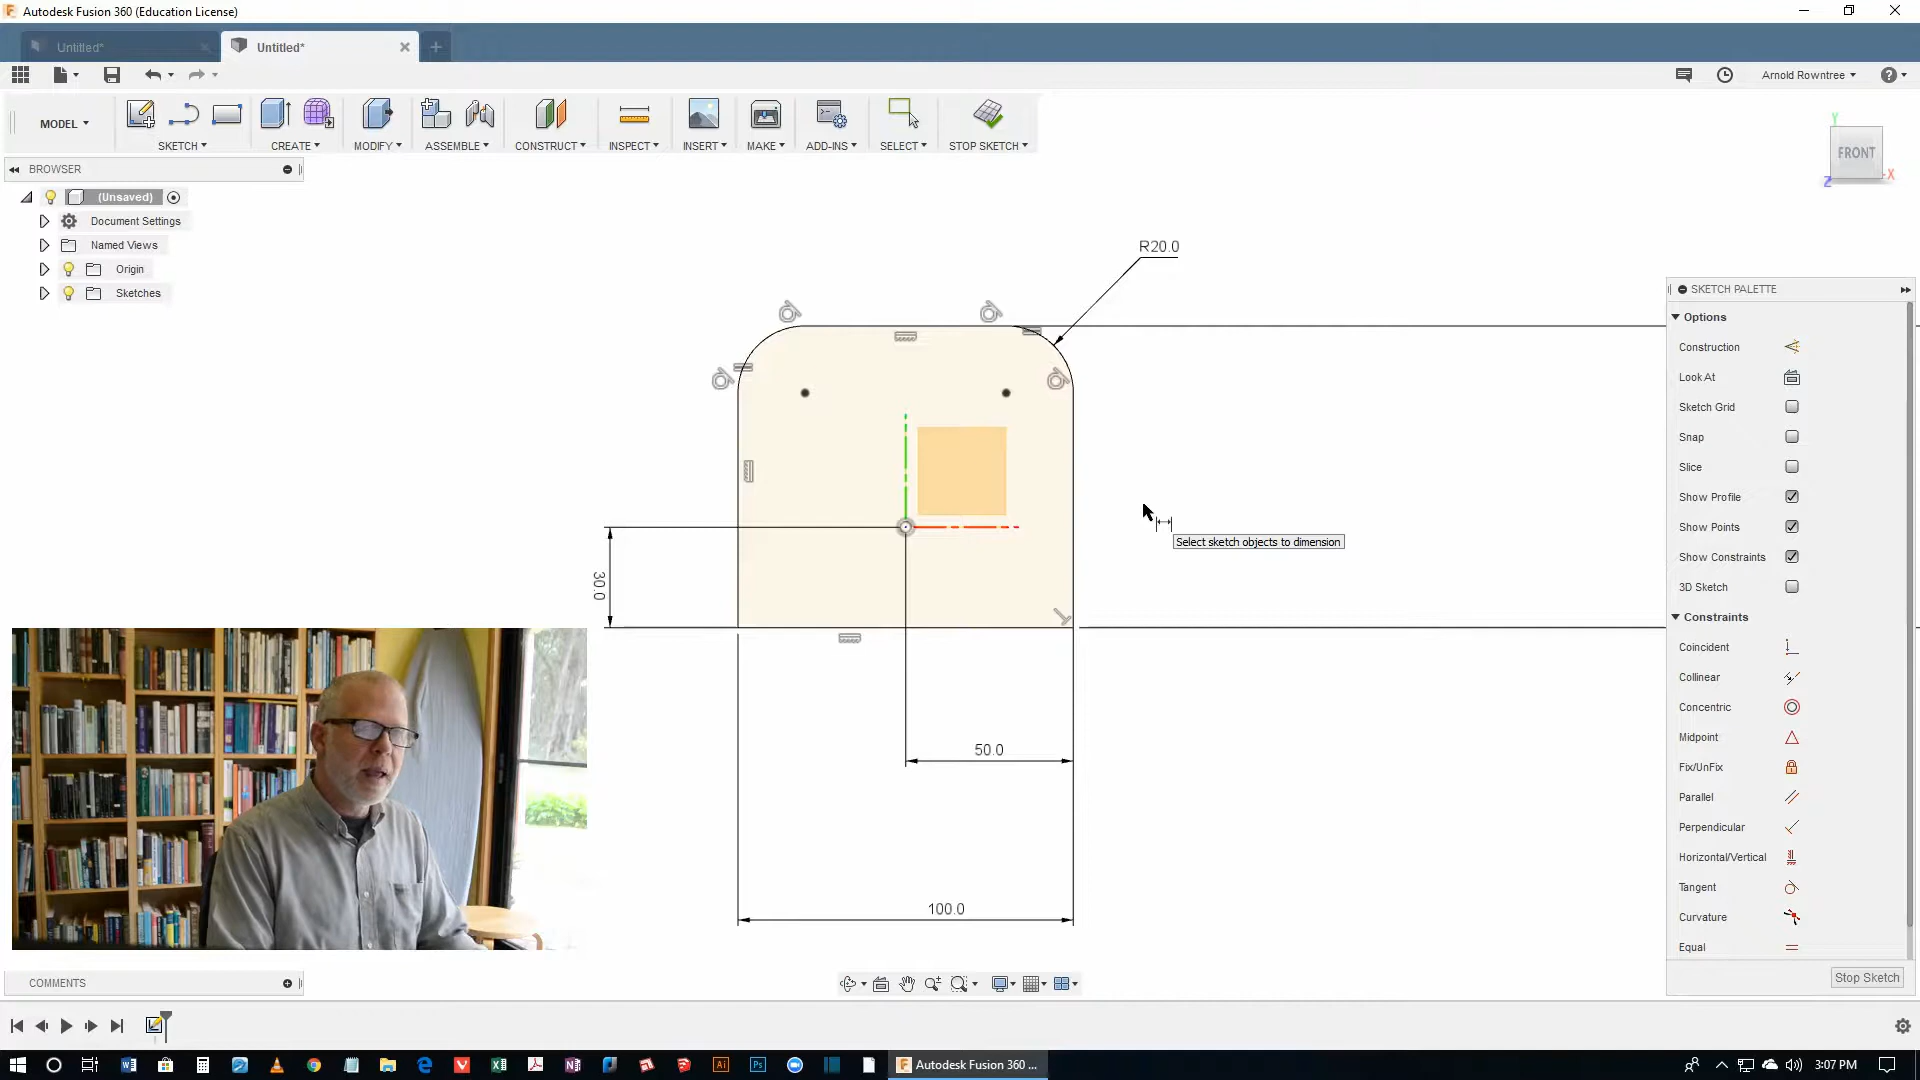 Autodesk Fusion 360 (Education License)
Untitled*
Untitled*
Arnold Rowntree
MODEL
SKETCH
CREATE
MODIFY
ASSEMBLE
CONSTRUCT
INSPECT
INSERT
MAKE
ADD-INS
SELECT
STOP SKETCH
BROWSER
(Unsaved)
Document Settings
Named Views
Origin
Sketches
Y
FRONT
X
Z
R20.0
30.0
50.0
100.0
Select sketch objects to dimension
SKETCH PALETTE
Options
Construction
Look At
Sketch Grid
Snap
Slice
Show Profile
Show Points
Show Constraints
3D Sketch
Constraints
Coincident
Collinear
Concentric
Midpoint
Fix/UnFix
Parallel
Perpendicular
Horizontal/Vertical
Tangent
Curvature
Equal
Stop Sketch
COMMENTS
Autodesk Fusion 360 ...
3:07 PM